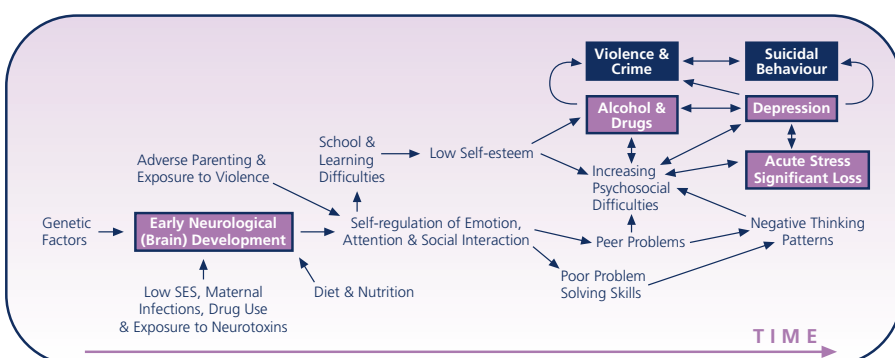 Violence &
Crime
Suicidal
Behaviour
Alcohol &
Drugs
Depression
School &
Learning
Difficulties
Low Self-esteem
Adverse Parenting &
Exposure to Violence
Increasing
Psychosocial
Difficulties
Acute Stress
Significant Loss
Genetic
Factors
Early Neurological
(Brain) Development
Self-regulation of Emotion,
Attention & Social Interaction
Peer Problems
Negative Thinking
Patterns
Low SES, Maternal
Infections, Drug Use
& Exposure to Neurotoxins
Diet & Nutrition
Poor Problem
Solving Skills
TIME